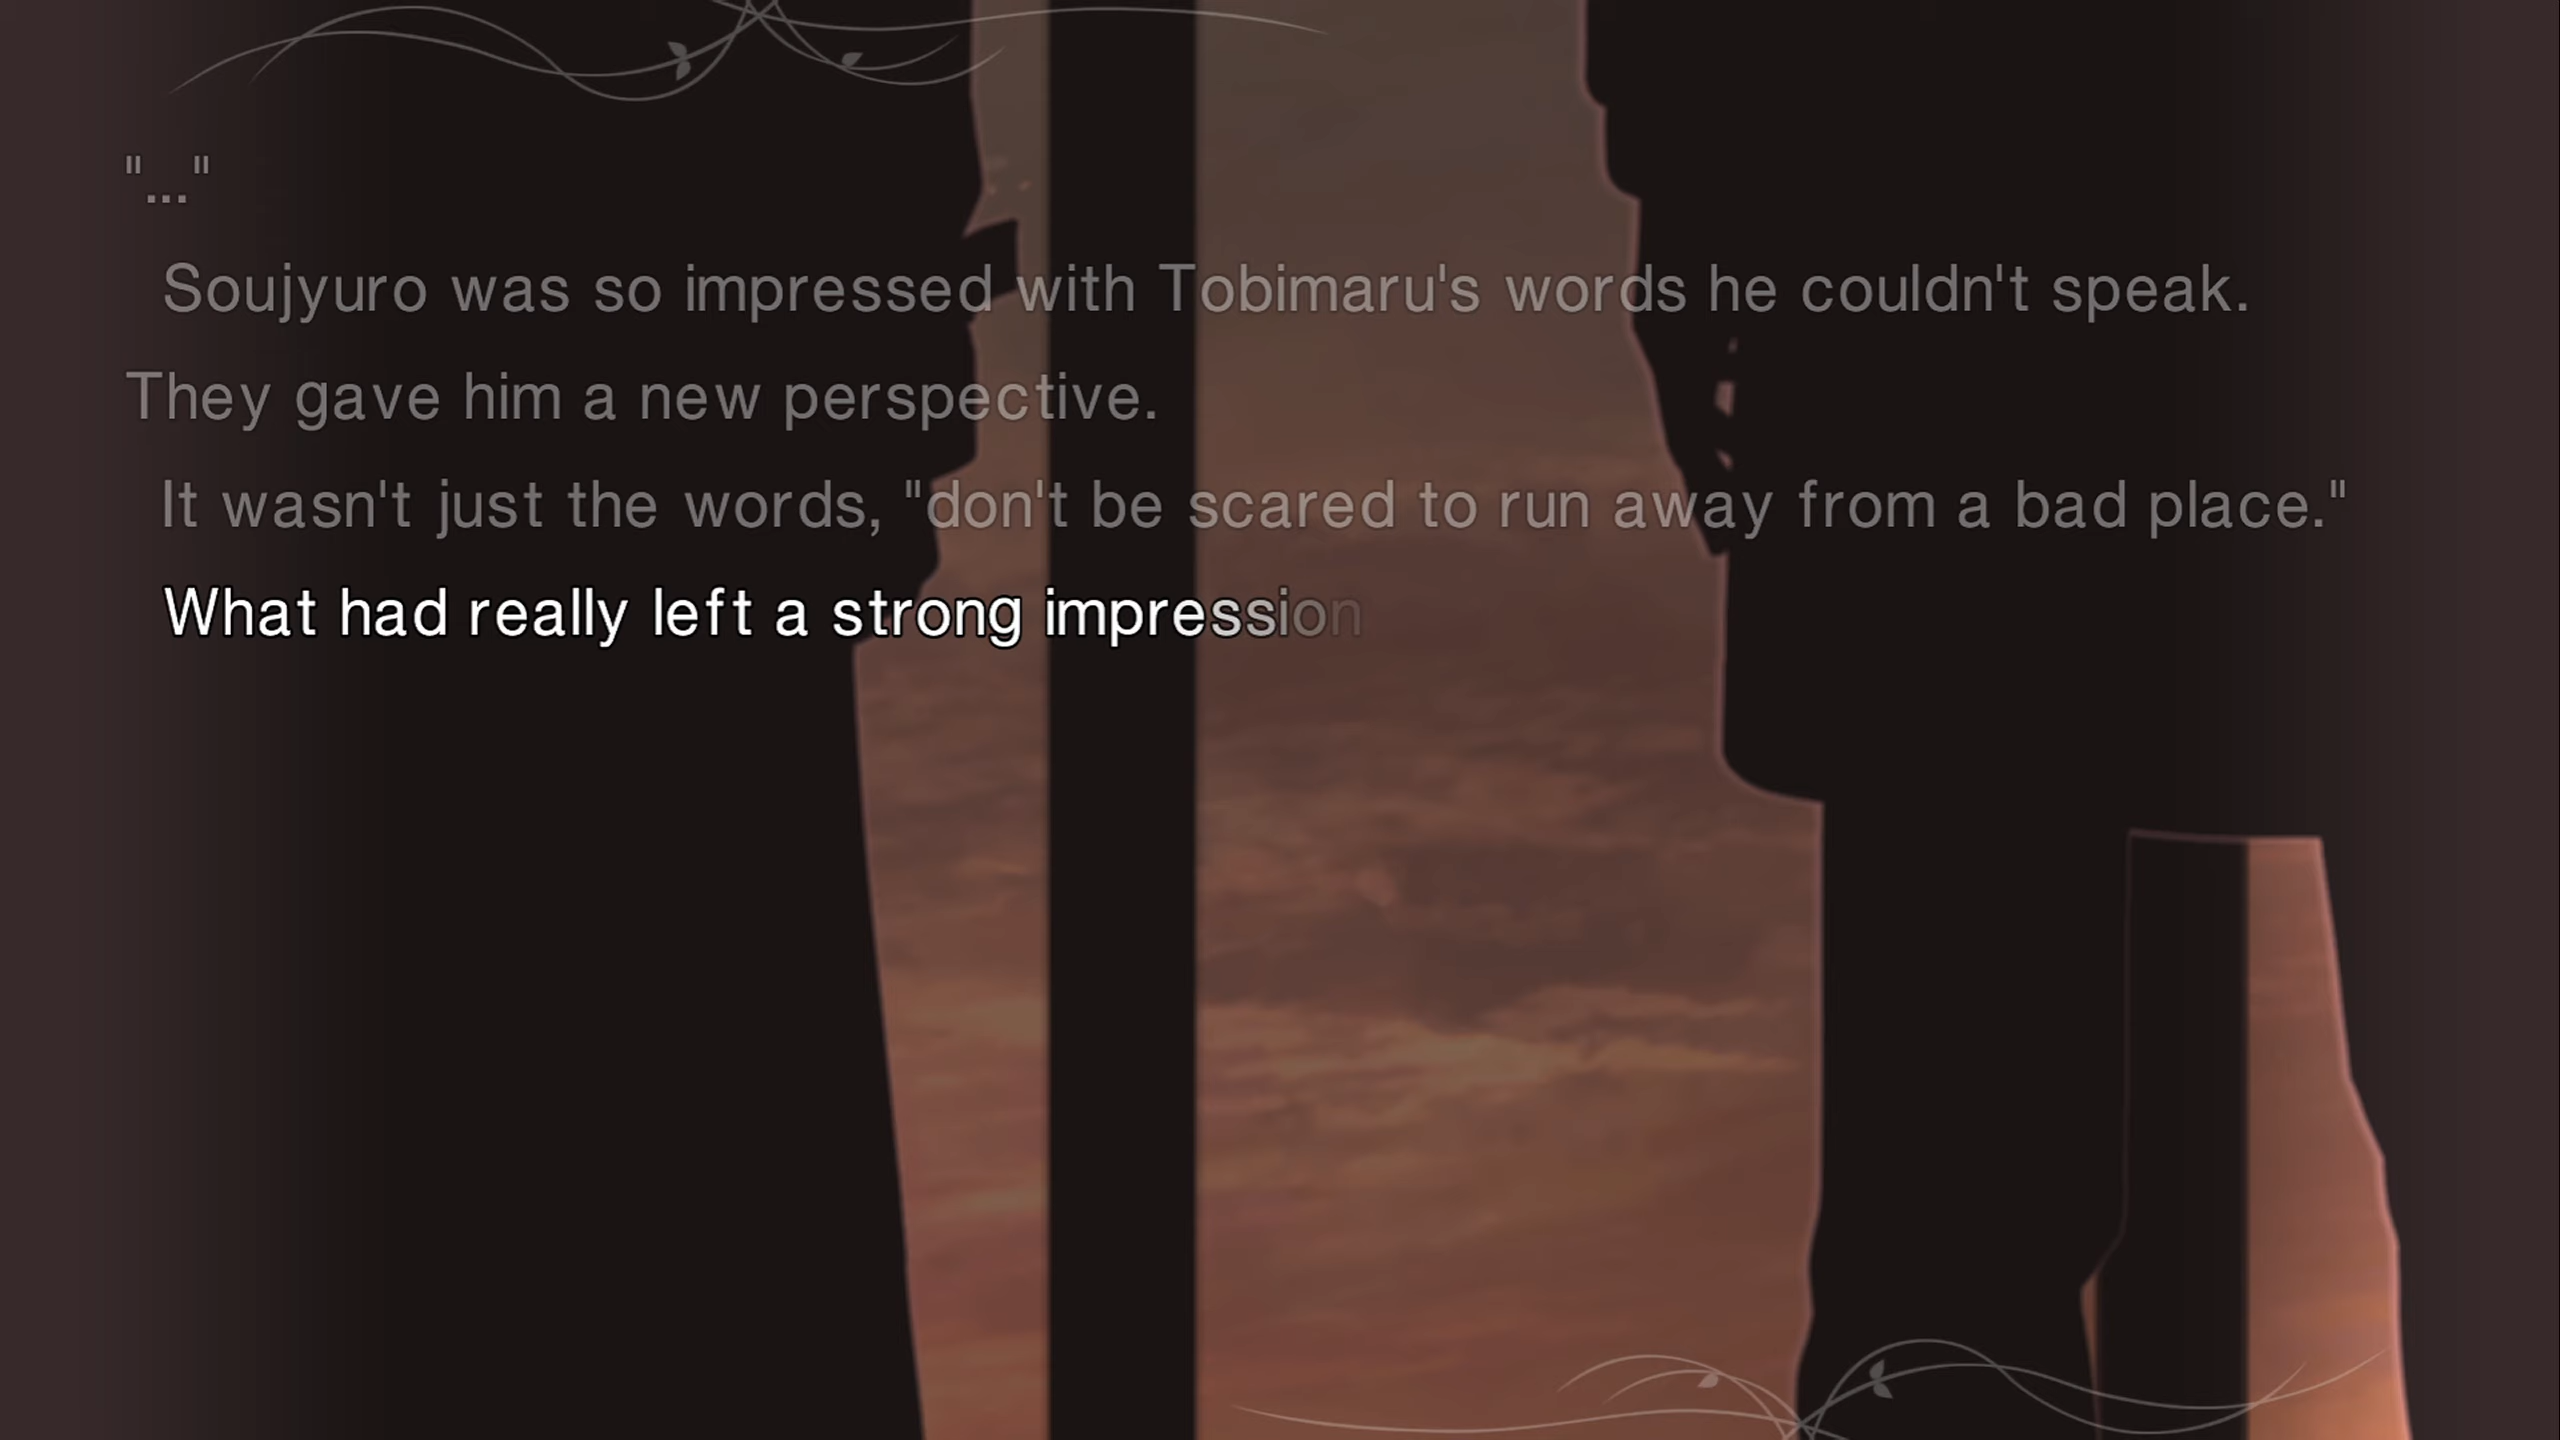 "..."
Soujyuro was so impressed with Tobimaru's words he couldn't speak.
They gave him a new perspective.
It wasn't just the words, "don't be scared to run away from a bad place."
What had really left a strong impression